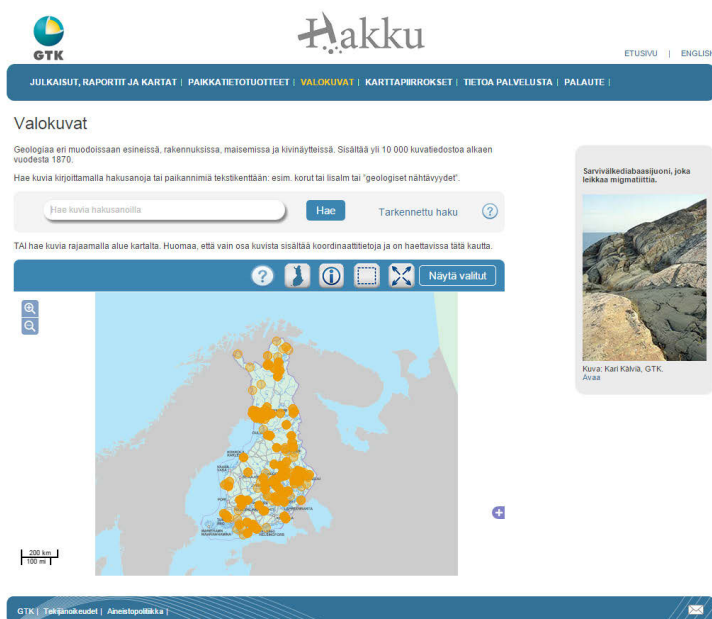 GTK
Hakku
ETUSIVU | ENGLISH
JULKAISUT, RAPORTIT JA KARTAT | PAIKKATIETOTUOTTEET | VALOKUVAT | KARTTAPIIRROKSET | TIETOA PALVELUSTA | PALAUTE |
Valokuvat
Geologiaa eri muodoissaan esineissä, rakennuksissa, maisemissa ja kivinäytteissä. Sisältää yli 10 000 kuvatiedostoa alkaen
vuodesta 1870.
Hae kuvia kirjoittamalla hakusanoja tai paikannimiä tekstikenttään: esim. korut tai Iisalmi tai "geologiset nähtävyydet".
Hae kuvia hakusanoilla
Hae
Tarkennettu haku
?
TAI hae kuvia rajaamalla alue kartalta. Huomaa, että vain osa kuvista sisältää koordinaattitietoja ja on haettavissa tätä kautta.
? Näytä valitut
200 km
100 mi
Sarvivälkediabaasijuoni, joka
leikkaa migmatiittia.
Kuva: Kari Kälviä, GTK.
Avaa
GTK | Tekijänoikeudet | Aineistopolitiikka |